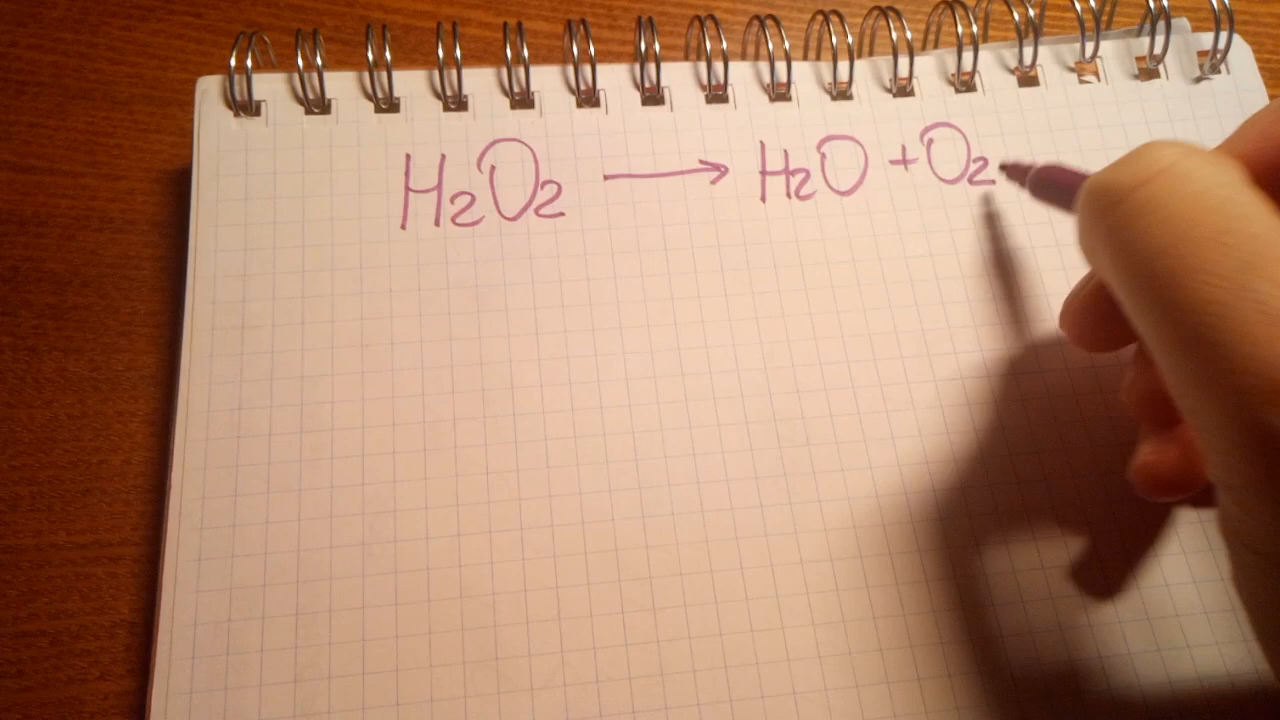 H₂O₂ → H₂O + O₂